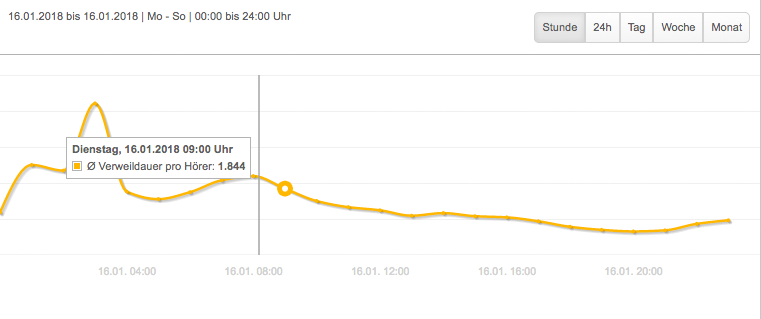 16.01.2018 bis 16.01.2018 | Mo - So | 00:00 bis 24:00 Uhr
Stunde 24h Tag Woche Monat
Dienstag, 16.01.2018 09:00 Uhr
Ø Verweildauer pro Hörer: 1.844
16.01. 04:00 16.01. 08:00 16.01. 12:00 16.01. 16:00 16.01. 20:00